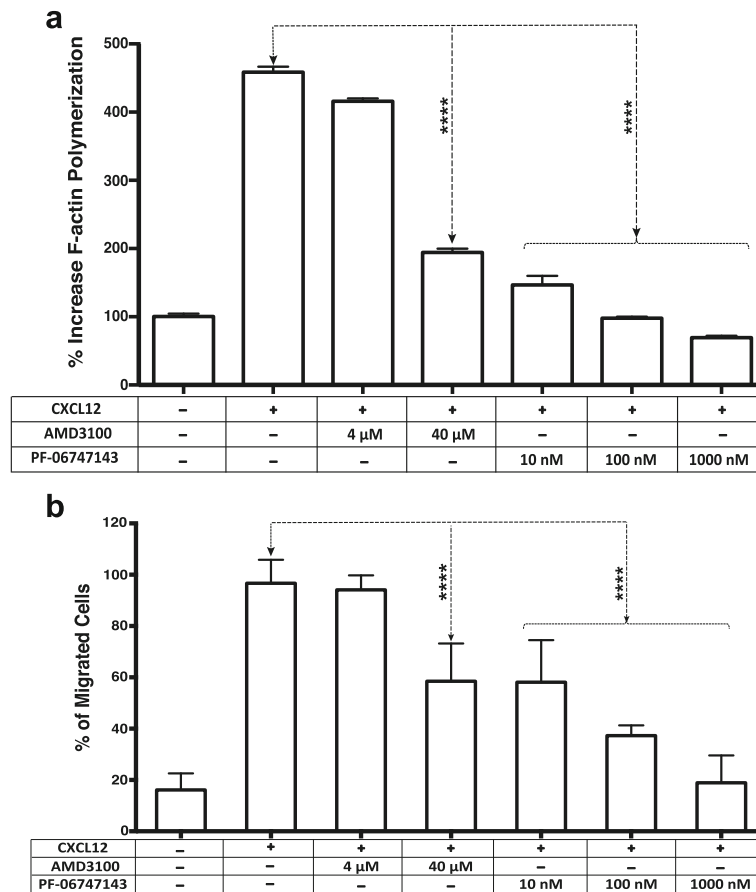 a
% Increase F-actin Polymerization
500
400
300
200
100
0
****
****
CXCL12 – + + + + + +
AMD3100 – – 4 µM 40 µM – – –
PF-06747143 – – – – 10 nM 100 nM 1000 nM
b
% of Migrated Cells
120
100
80
60
40
20
0
****
****
CXCL12 – + + + + + +
AMD3100 – – 4 µM 40 µM – – –
PF-06747143 – – – – 10 nM 100 nM 1000 nM